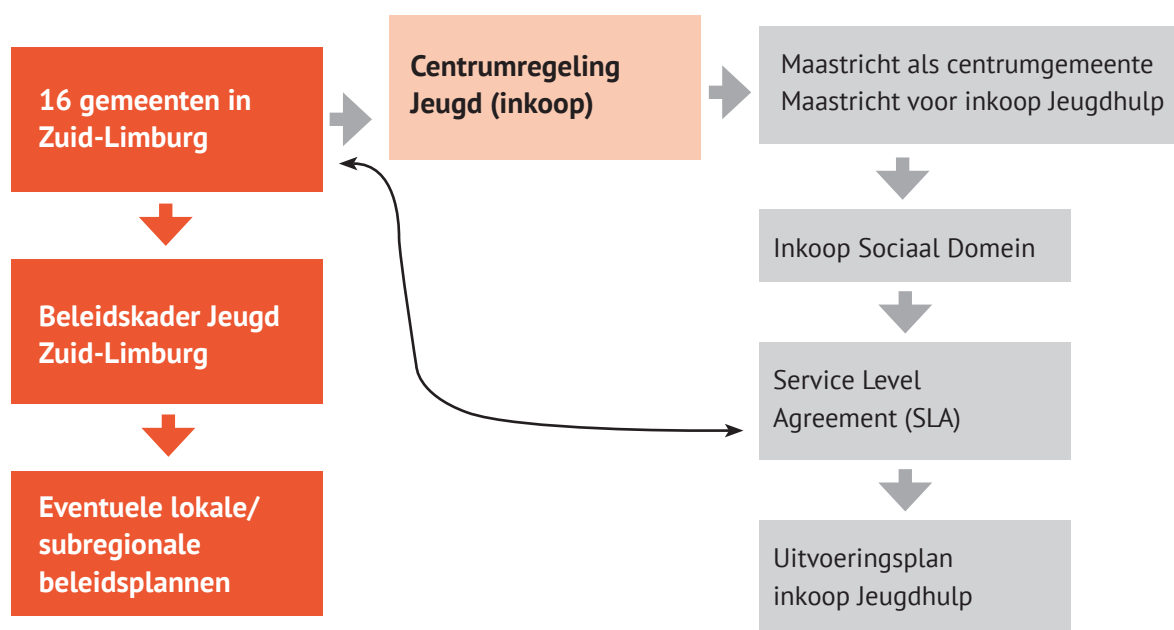 16 gemeenten in
Zuid-Limburg
Centrumregeling
Jeugd (inkoop)
Maastricht als centrumgemeente
Maastricht voor inkoop Jeugdhulp
Beleidskader Jeugd
Zuid-Limburg
Eventuele lokale/
subregionale
beleidsplannen
Inkoop Sociaal Domein
Service Level
Agreement (SLA)
Uitvoeringsplan
inkoop Jeugdhulp